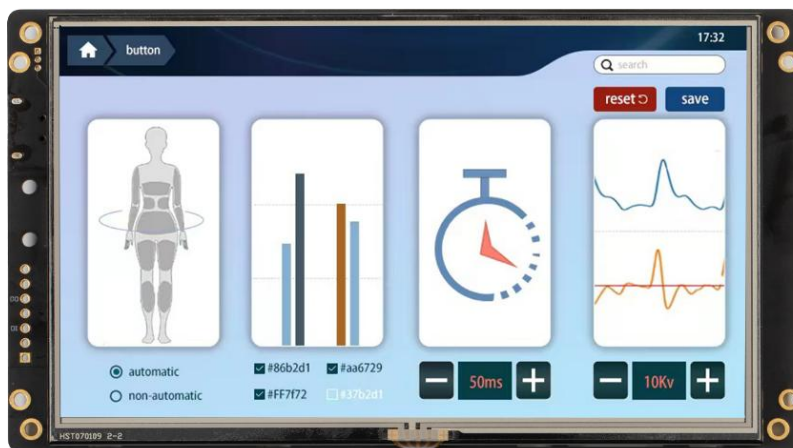 17:32
button
search
reset
save
automatic
non-automatic
#86b2d1
#aa6729
#FF7f72
#37b2d1
50ms
10Kv
HST070109 2-2